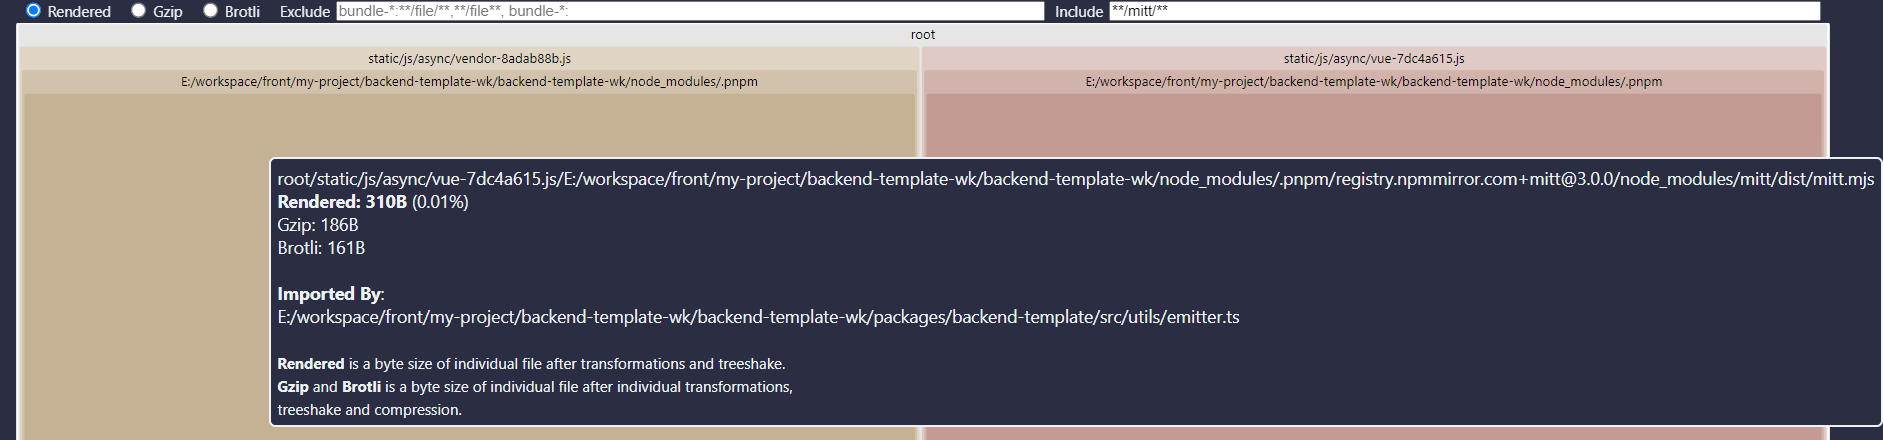 Rendered Gzip Brotli Exclude bundle-*:**/file/**,**/file**, bundle-*: Include **/mitt/**
root
static/js/async/vendor-8adab88b.js static/js/async/vue-7dc4a615.js
E:/workspace/front/my-project/backend-template-wk/backend-template-wk/node_modules/.pnpm E:/workspace/front/my-project/backend-template-wk/backend-template-wk/node_modules/.pnpm
root/static/js/async/vue-7dc4a615.js/E:/workspace/front/my-project/backend-template-wk/backend-template-wk/node_modules/.pnpm/registry.npmmirror.com+mitt@3.0.0/node_modules/mitt/dist/mitt.mjs
Rendered: 310B (0.01%)
Gzip: 186B
Brotli: 161B
Imported By:
E:/workspace/front/my-project/backend-template-wk/backend-template-wk/packages/backend-template/src/utils/emitter.ts
Rendered is a byte size of individual file after transformations and treeshake.
Gzip and Brotli is a byte size of individual file after individual transformations,
treeshake and compression.